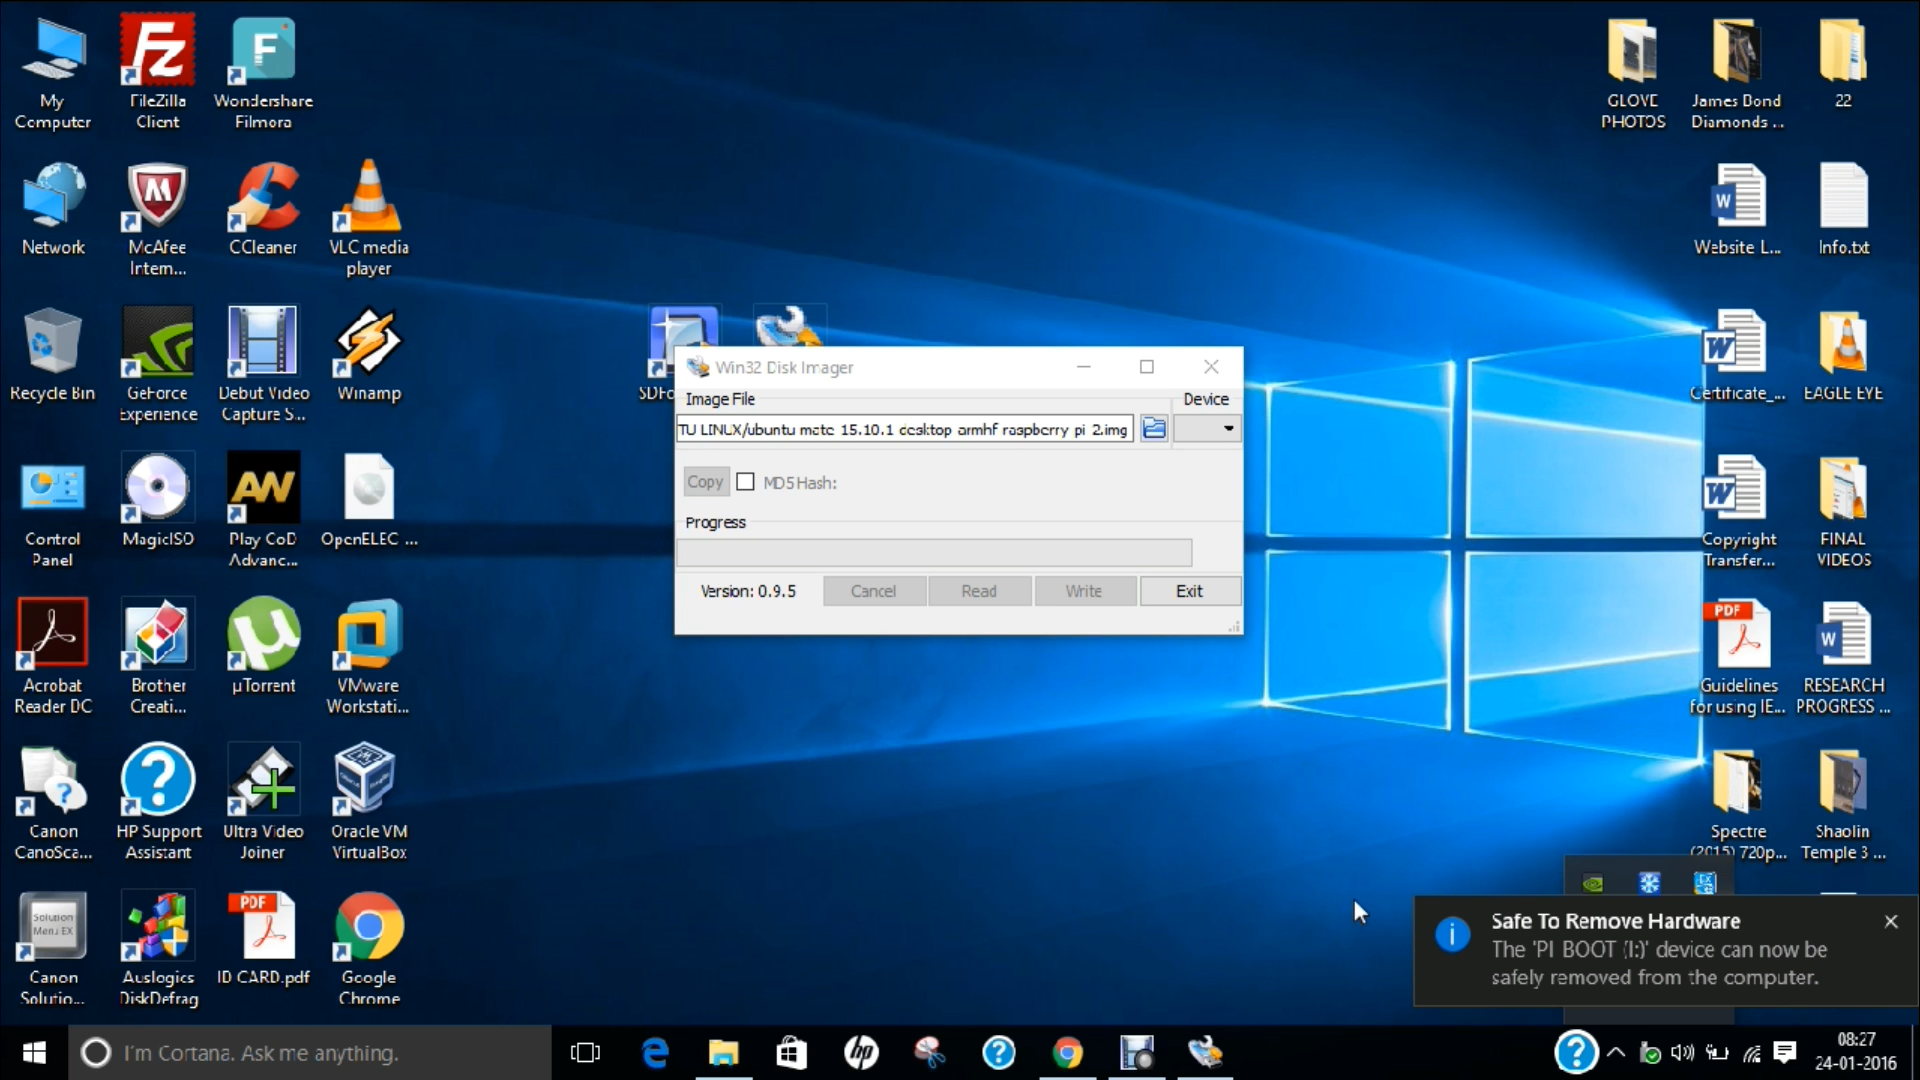 My
Computer
FileZilla
Client
Wondershare
Filmora
GLOVE
PHOTOS
James Bond
Diamonds ...
22
Network
McAfee
Intern...
CCleaner
VLC media
player
Website L...
Info.txt
Recycle Bin
GeForce
Experience
Debut Video
Capture S...
Winamp
SDFo
Certificate_...
EAGLE EYE
Win32 Disk Imager
Image File
Device
TU LINUX/ubuntu-mate-15.10.1-desktop-armhf-raspberry-pi-2.img
Copy
MD5 Hash:
Progress
Version: 0.9.5
Cancel
Read
Write
Exit
Control
Panel
MagicISO
Play CoD
Advanc...
OpenELEC ...
Copyright
Transfer...
FINAL
VIDEOS
Acrobat
Reader DC
Brother
Creati...
µTorrent
VMware
Workstati...
PDF
Guidelines
for using IE...
RESEARCH
PROGRESS ...
Canon
CanoSca...
HP Support
Assistant
Ultra Video
Joiner
Oracle VM
VirtualBox
Spectre
(2015) 720p...
Shaolin
Temple 3 ...
Solution
Menu EX
Canon
Solutio...
Auslogics
DiskDefrag
PDF
ID CARD.pdf
Google
Chrome
Safe To Remove Hardware
The 'PI_BOOT (I:)' device can now be
safely removed from the computer.
I'm Cortana. Ask me anything.
08:27
24-01-2016